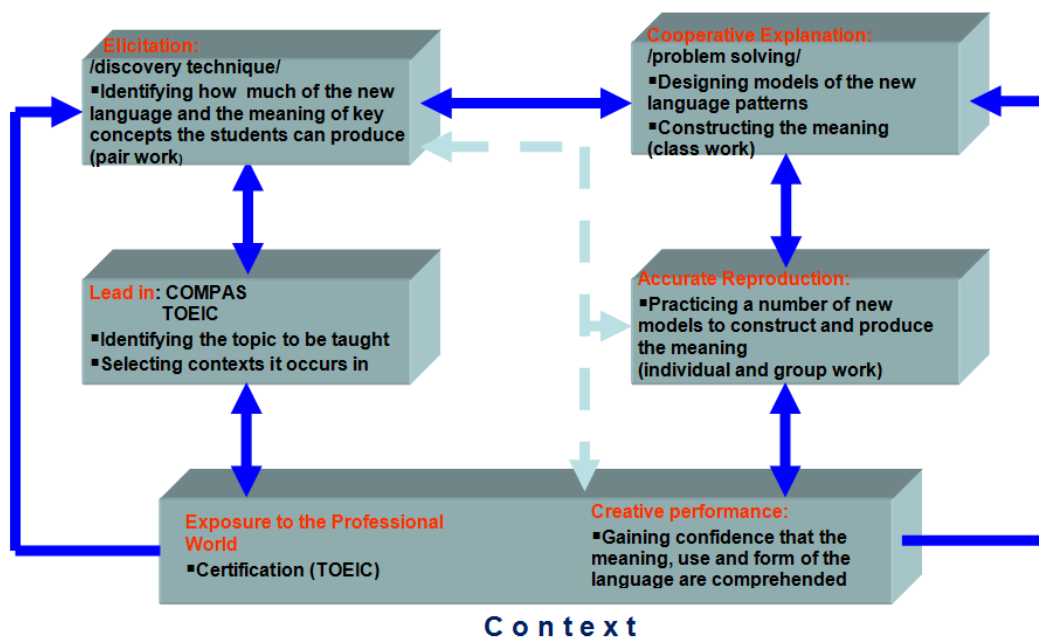 Elicitation:
/discovery technique/
▪Identifying how much of the new
language and the meaning of key
concepts the students can produce
(pair work)
Cooperative Explanation:
/problem solving/
▪Designing models of the new
language patterns
▪Constructing the meaning
(class work)
Lead in: COMPAS
TOEIC
▪Identifying the topic to be taught
▪Selecting contexts it occurs in
Accurate Reproduction:
▪Practicing a number of new
models to construct and produce
the meaning
(individual and group work)
Exposure to the Professional
World
▪Certification (TOEIC)
Creative performance:
▪Gaining confidence that the
meaning, use and form of the
language are comprehended
Context